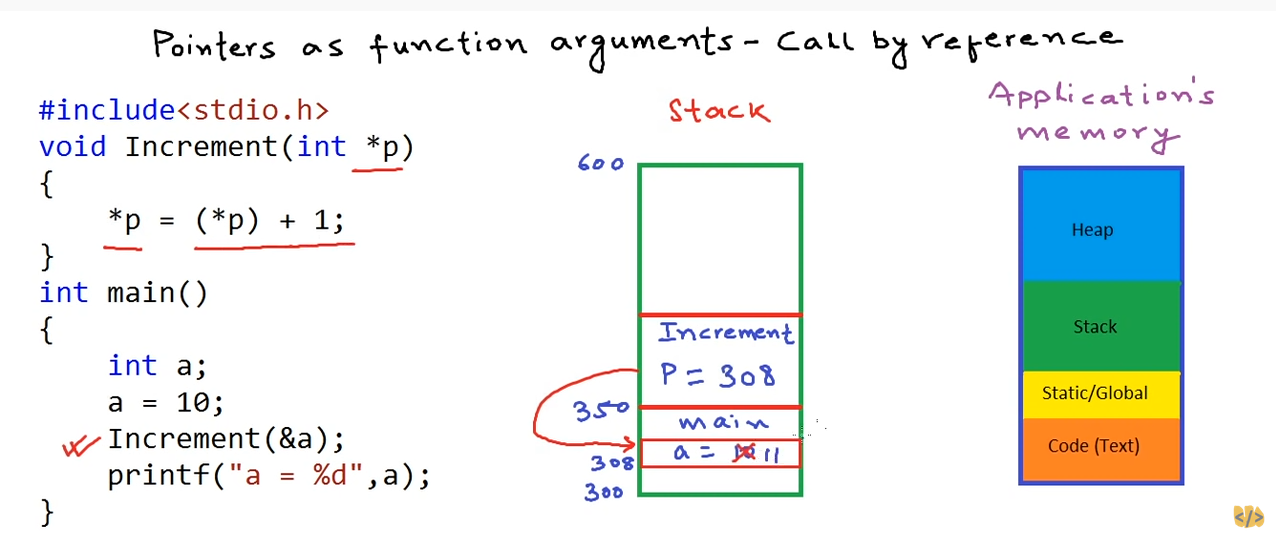 Pointers as function arguments - Call by reference
#include<stdio.h>
void Increment(int *p)
{
*p = (*p) + 1;
}
int main()
{
int a;
a = 10;
Increment(&a);
printf("a = %d",a);
}
Stack
600
Increment
P = 308
350
main
308
a = 10 11
300
Application's
memory
Heap
Stack
Static/Global
Code (Text)
</>